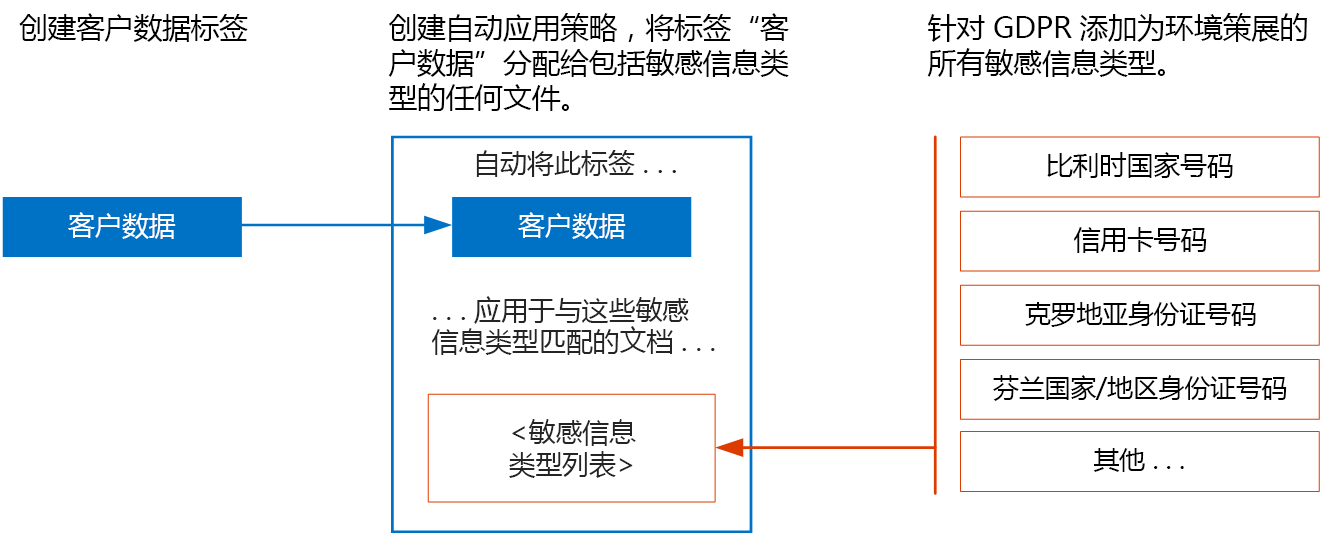 创建客户数据标签
创建自动应用策略，将标签“客
户数据”分配给包括敏感信息类
型的任何文件。
针对 GDPR 添加为环境策展的
所有敏感信息类型。
客户数据
自动将此标签 . . .
客户数据
. . . 应用于与这些敏感
信息类型匹配的文档 . . .
<敏感信息
类型列表>
比利时国家号码
信用卡号码
克罗地亚身份证号码
芬兰国家/地区身份证号码
其他 . . .